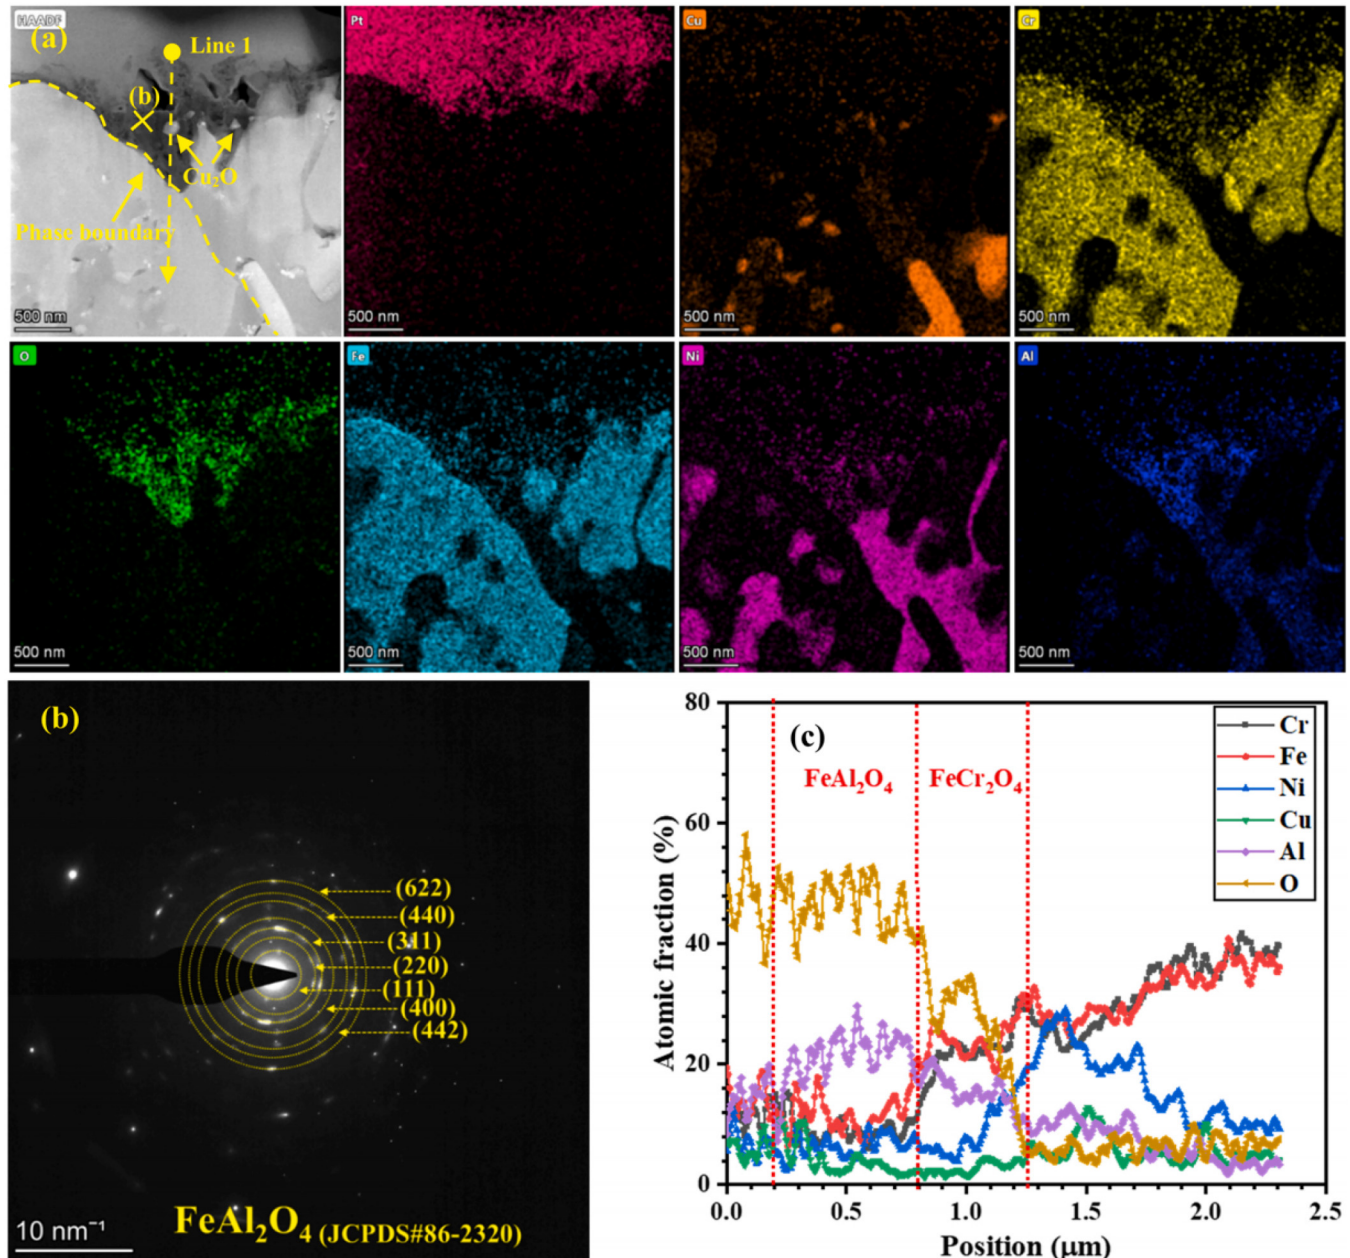 HAADF
(a)
Line 1
(b)
Cu₂O
Phase boundary
500 nm
Pt
500 nm
Cu
500 nm
Cr
500 nm
O
500 nm
Fe
500 nm
Ni
500 nm
Al
500 nm
(b)
(622)
(440)
(311)
(220)
(111)
(400)
(442)
10 nm⁻¹
FeAl₂O₄ (JCPDS#86-2320)
(c)
FeAl₂O₄
FeCr₂O₄
Cr
Fe
Ni
Cu
Al
O
Atomic fraction (%)
80
60
40
20
0
0.0 0.5 1.0 1.5 2.0 2.5
Position (μm)